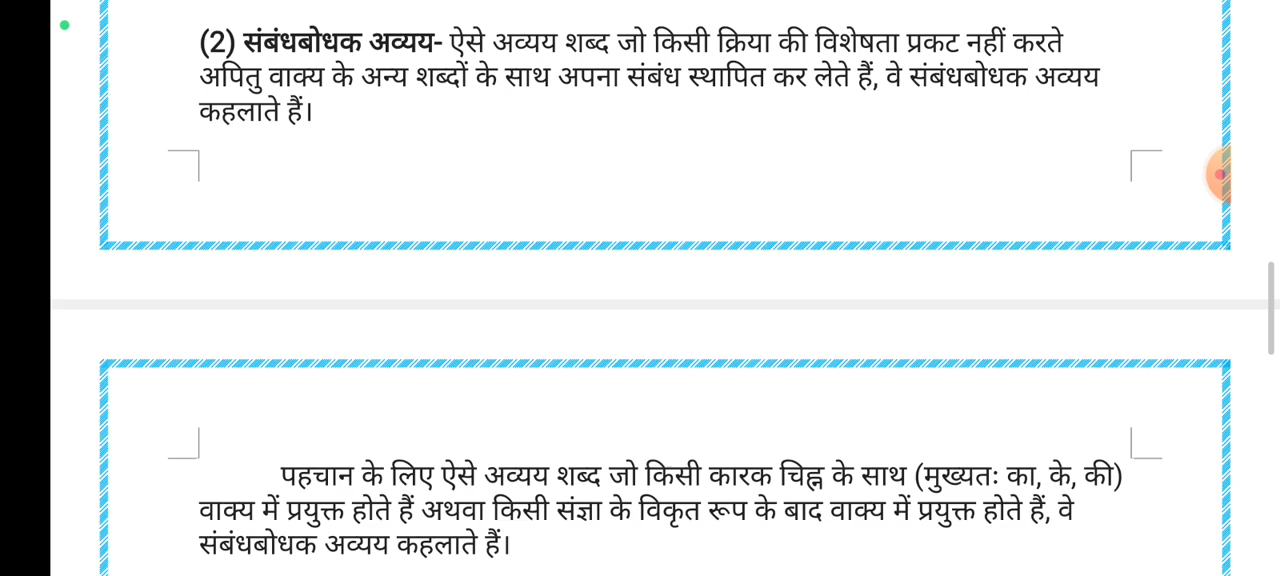 (2) संबंधबोधक अव्यय- ऐसे अव्यय शब्द जो किसी क्रिया की विशेषता प्रकट नहीं करते
अपितु वाक्य के अन्य शब्दों के साथ अपना संबंध स्थापित कर लेते हैं, वे संबंधबोधक अव्यय
कहलाते हैं।
पहचान के लिए ऐसे अव्यय शब्द जो किसी कारक चिह्न के साथ (मुख्यतः का, के, की)
वाक्य में प्रयुक्त होते हैं अथवा किसी संज्ञा के विकृत रूप के बाद वाक्य में प्रयुक्त होते हैं, वे
संबंधबोधक अव्यय कहलाते हैं।